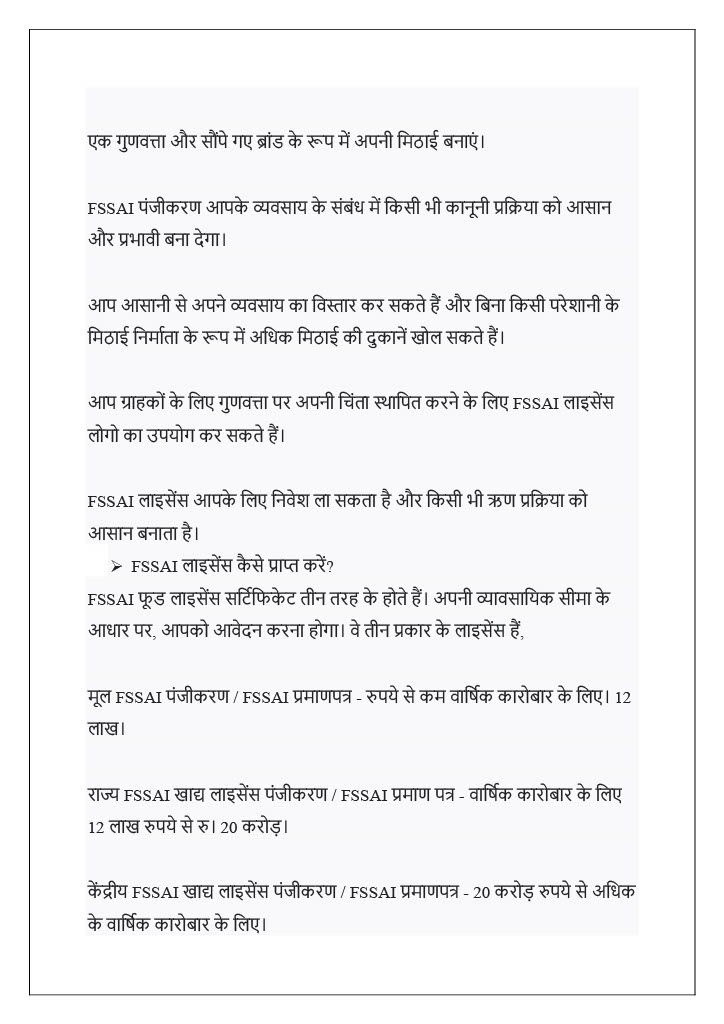 एक गुणवत्ता और सौंपे गए ब्रांड के रूप में अपनी मिठाई बनाएं।
FSSAI पंजीकरण आपके व्यवसाय के संबंध में किसी भी कानूनी प्रक्रिया को आसान
और प्रभावी बना देगा।
आप आसानी से अपने व्यवसाय का विस्तार कर सकते हैं और बिना किसी परेशानी के
मिठाई निर्माता के रूप में अधिक मिठाई की दुकानें खोल सकते हैं।
आप ग्राहकों के लिए गुणवत्ता पर अपनी चिंता स्थापित करने के लिए FSSAI लाइसेंस
लोगो का उपयोग कर सकते हैं।
FSSAI लाइसेंस आपके लिए निवेश ला सकता है और किसी भी ऋण प्रक्रिया को
आसान बनाता है।
➢ FSSAI लाइसेंस कैसे प्राप्त करें?
FSSAI फूड लाइसेंस सर्टिफिकेट तीन तरह के होते हैं। अपनी व्यावसायिक सीमा के
आधार पर, आपको आवेदन करना होगा। वे तीन प्रकार के लाइसेंस हैं,
मूल FSSAI पंजीकरण / FSSAI प्रमाणपत्र - रुपये से कम वार्षिक कारोबार के लिए। 12
लाख।
राज्य FSSAI खाद्य लाइसेंस पंजीकरण / FSSAI प्रमाण पत्र - वार्षिक कारोबार के लिए
12 लाख रुपये से रु। 20 करोड़।
केंद्रीय FSSAI खाद्य लाइसेंस पंजीकरण / FSSAI प्रमाणपत्र - 20 करोड़ रुपये से अधिक
के वार्षिक कारोबार के लिए।